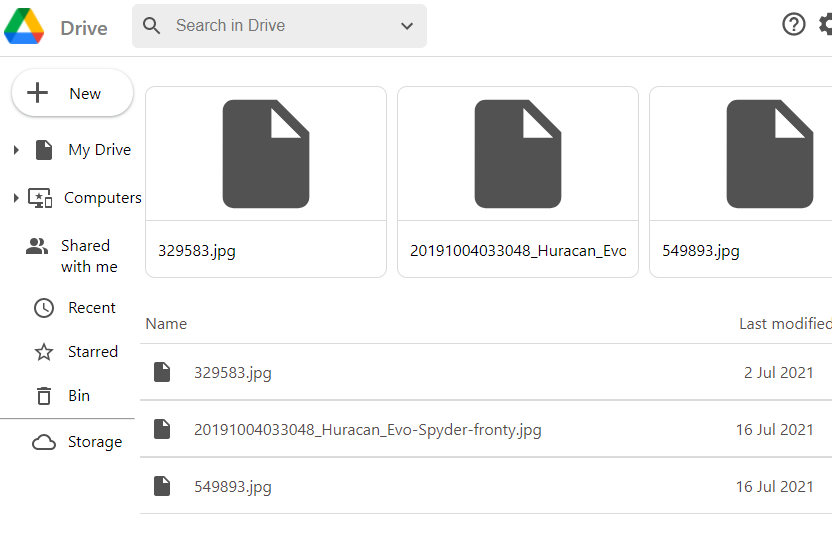 Drive
Search in Drive
New
My Drive
Computers
Shared
with me
Recent
Starred
Bin
Storage
329583.jpg
20191004033048_Huracan_Evo
549893.jpg
Name
Last modified
329583.jpg
2 Jul 2021
20191004033048_Huracan_Evo-Spyder-fronty.jpg
16 Jul 2021
549893.jpg
16 Jul 2021